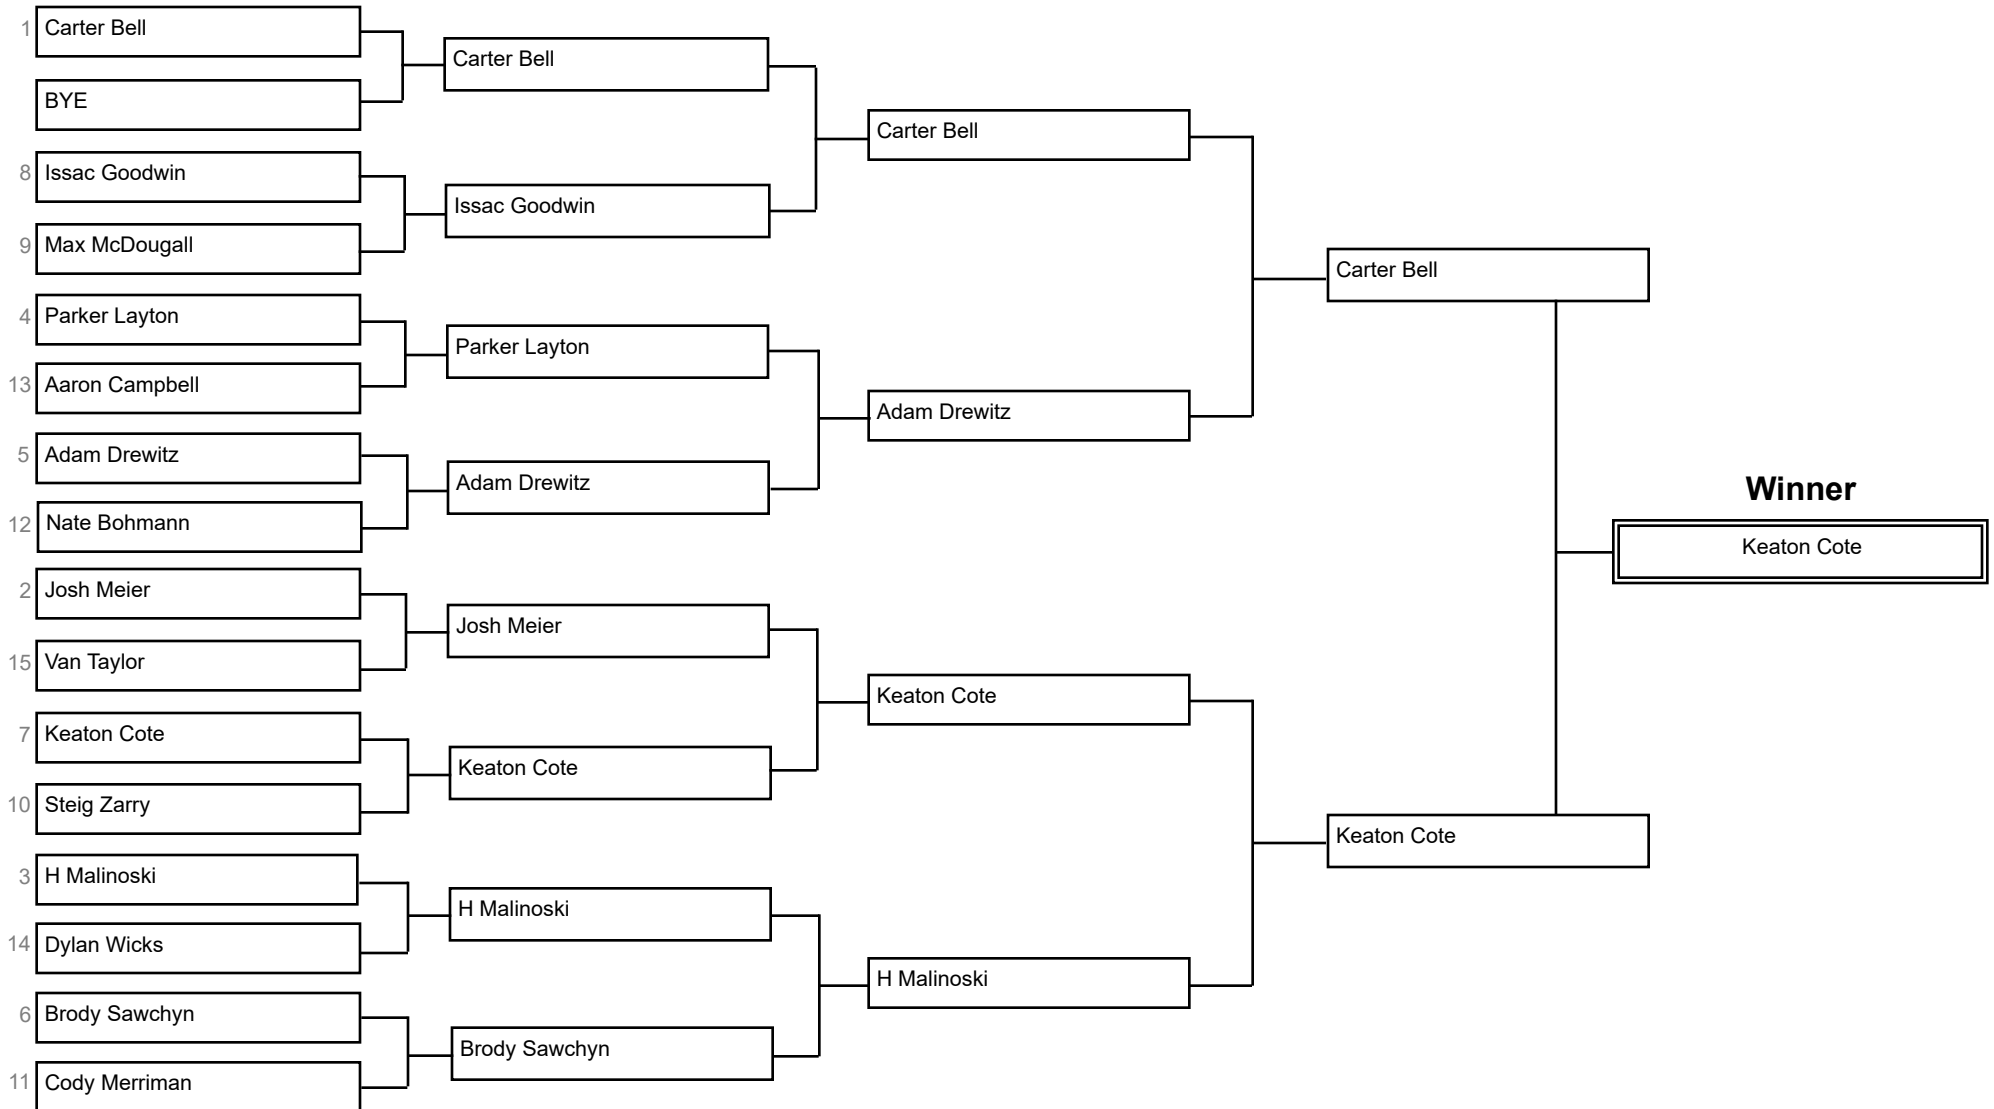 1 Carter Bell
BYE
8 Issac Goodwin
9 Max McDougall
4 Parker Layton
13 Aaron Campbell
5 Adam Drewitz
12 Nate Bohmann
2 Josh Meier
15 Van Taylor
7 Keaton Cote
10 Steig Zarry
3 H Malinoski
14 Dylan Wicks
6 Brody Sawchyn
11 Cody Merriman
Carter Bell
Issac Goodwin
Parker Layton
Adam Drewitz
Josh Meier
Keaton Cote
H Malinoski
Brody Sawchyn
Carter Bell
Adam Drewitz
Keaton Cote
H Malinoski
Carter Bell
Keaton Cote
Winner
Keaton Cote